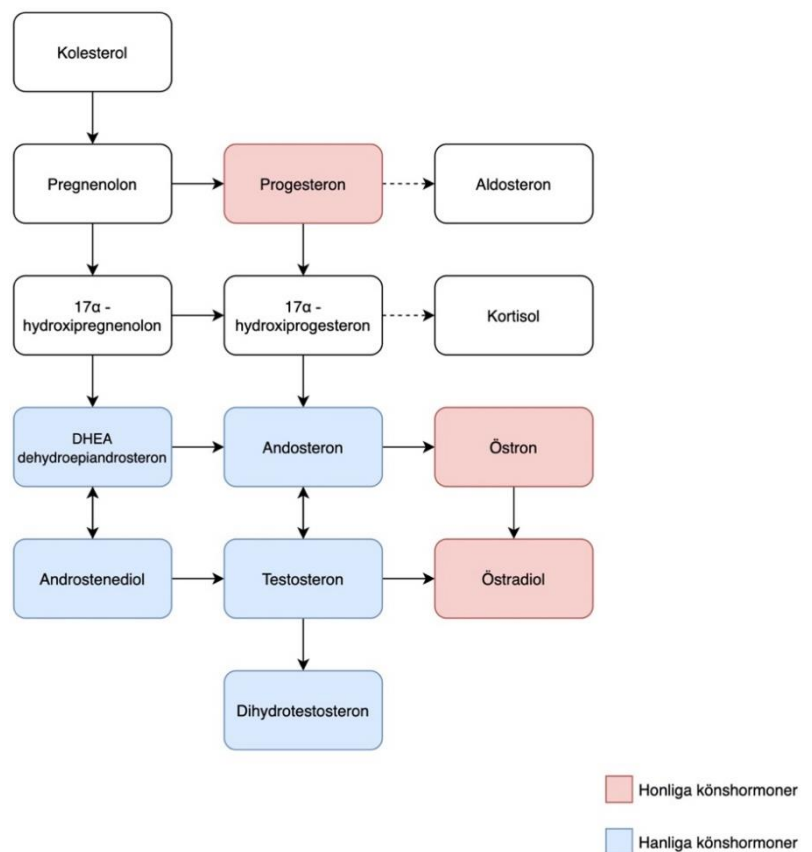 Kolesterol
Pregnenolon
Progesteron
Aldosteron
17α -
hydroxipregnenolon
17α -
hydroxiprogesteron
Kortisol
DHEA
dehydroepiandrosteron
Andosteron
Östron
Androstenediol
Testosteron
Östradiol
Dihydrotestosteron
Honliga könshormoner
Hanliga könshormoner